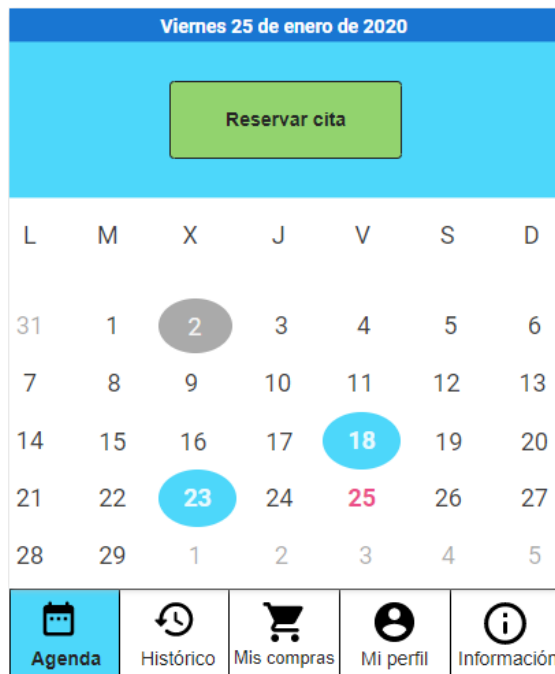 Viernes 25 de enero de 2020
Reservar cita
L M X J V S D
31 1 2 3 4 5 6
7 8 9 10 11 12 13
14 15 16 17 18 19 20
21 22 23 24 25 26 27
28 29 1 2 3 4 5
Agenda Histórico Mis compras Mi perfil Información